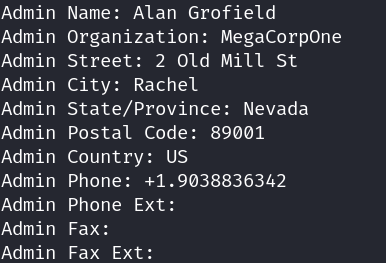 Admin Name: Alan Grofield
Admin Organization: MegaCorpOne
Admin Street: 2 Old Mill St
Admin City: Rachel
Admin State/Province: Nevada
Admin Postal Code: 89001
Admin Country: US
Admin Phone: +1.9038836342
Admin Phone Ext:
Admin Fax:
Admin Fax Ext: